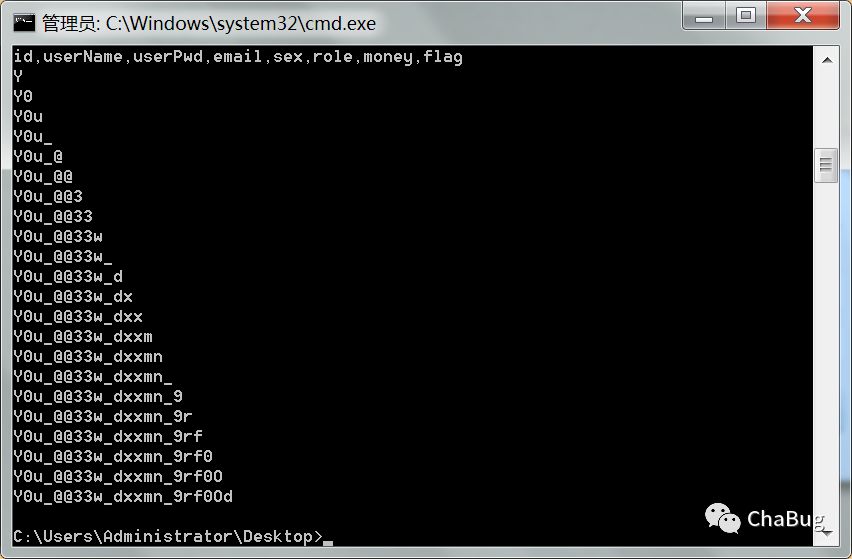 管理员: C:\Windows\system32\cmd.exe
id,userName,userPwd,email,sex,role,money,flag
Y
Y0
Y0u
Y0u_
Y0u_@
Y0u_@@
Y0u_@@3
Y0u_@@33
Y0u_@@33w
Y0u_@@33w_
Y0u_@@33w_d
Y0u_@@33w_dx
Y0u_@@33w_dxx
Y0u_@@33w_dxxm
Y0u_@@33w_dxxmn
Y0u_@@33w_dxxmn_
Y0u_@@33w_dxxmn_9
Y0u_@@33w_dxxmn_9r
Y0u_@@33w_dxxmn_9rf
Y0u_@@33w_dxxmn_9rf0
Y0u_@@33w_dxxmn_9rf0O
Y0u_@@33w_dxxmn_9rf0Od
C:\Users\Administrator\Desktop>_
ChaBug